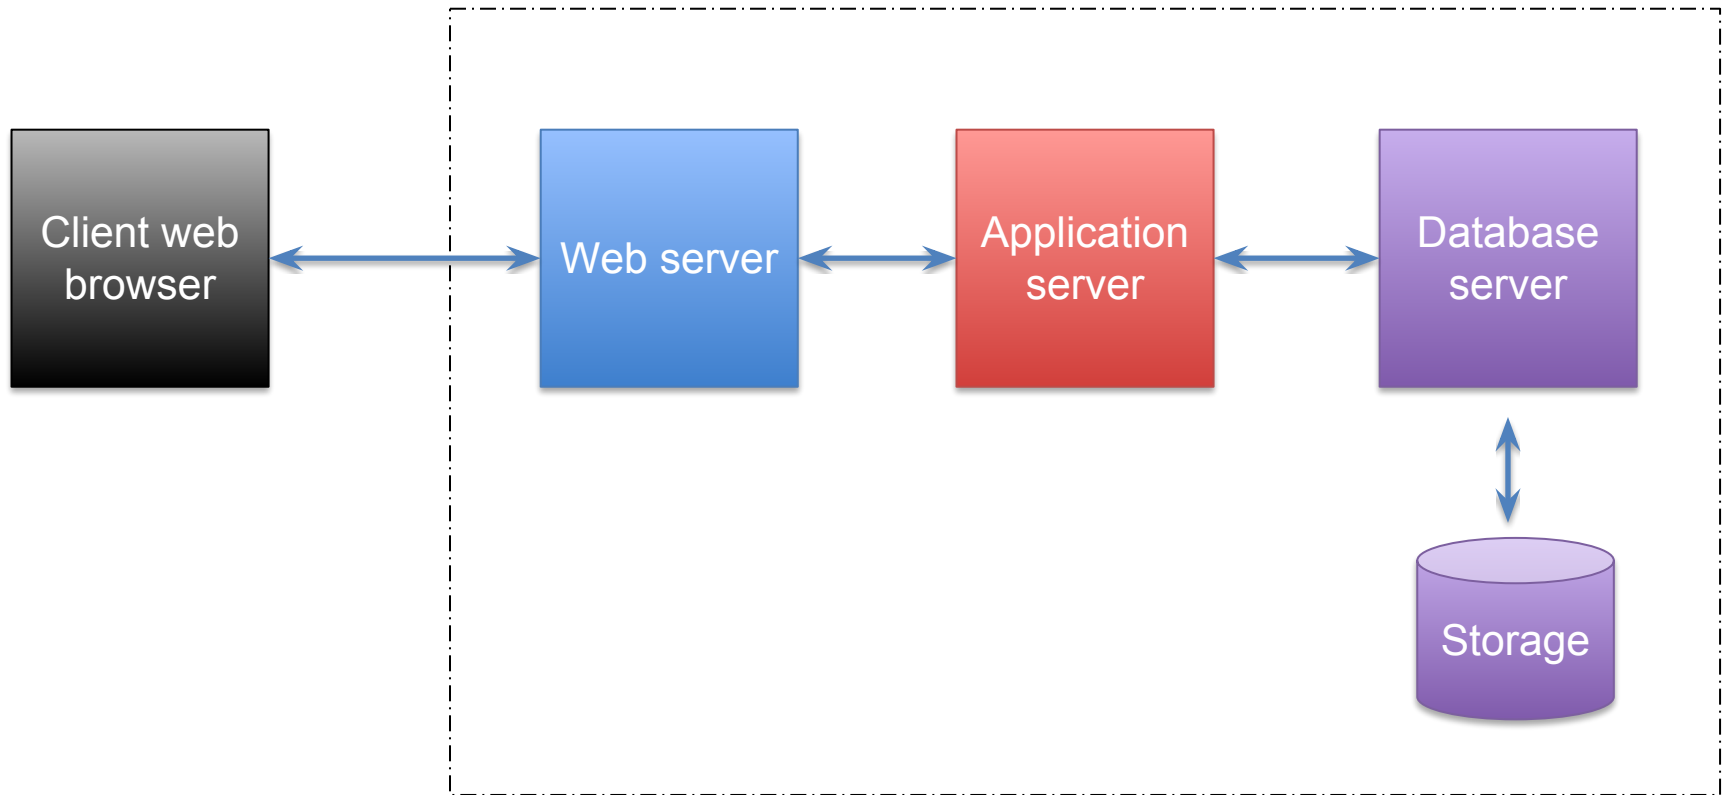 Client web
browser
Web server
Application
server
Database
server
Storage